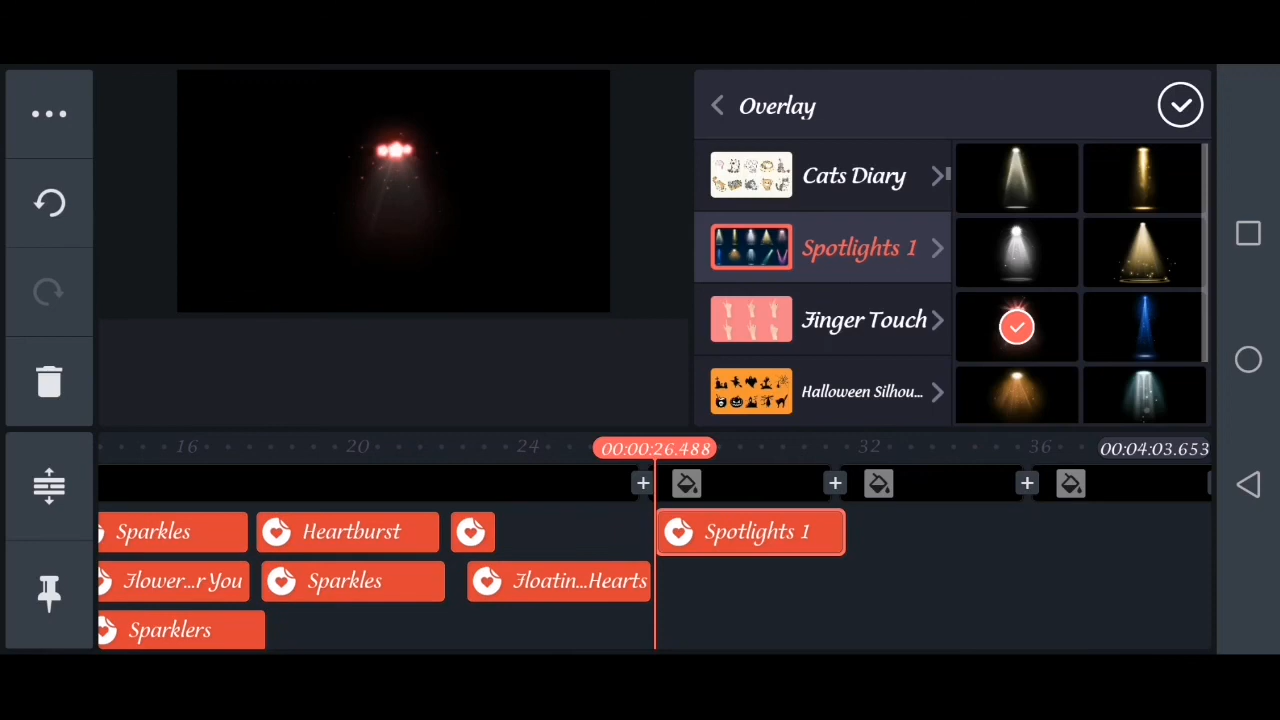 Overlay
Cats Diary
Spotlights 1
Finger Touch
Halloween Silhou...
16
20
24
00:00:26.488
32
36
00:04:03.653
Sparkles
Heartburst
Spotlights 1
Flower...r You
Sparkles
Floatin...Hearts
Sparklers